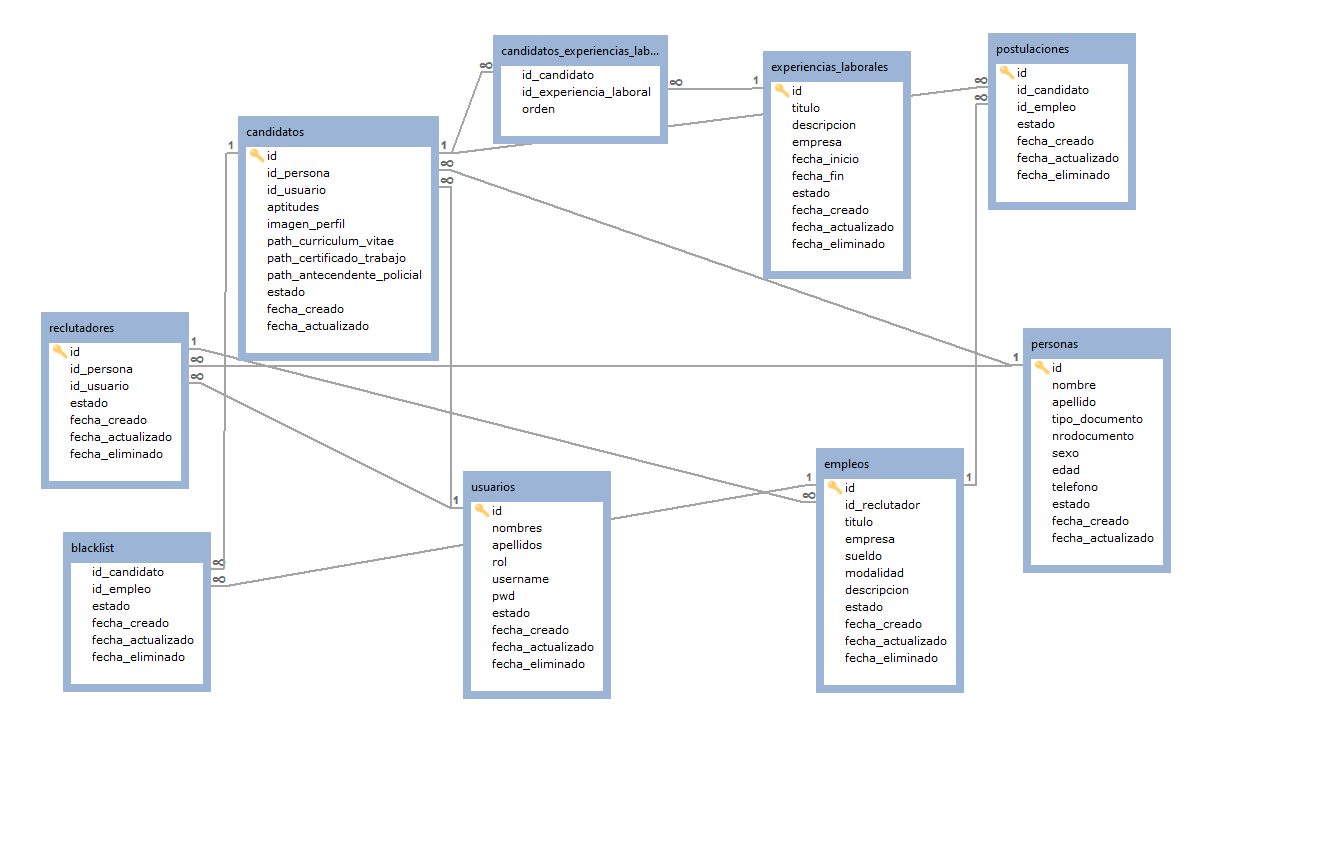 candidatos_experiencias_lab...
id_candidato
id_experiencia_laboral
orden
experiencias_laborales
id
titulo
descripcion
empresa
fecha_inicio
fecha_fin
estado
fecha_creado
fecha_actualizado
fecha_eliminado
postulaciones
id
id_candidato
id_empleo
estado
fecha_creado
fecha_actualizado
fecha_eliminado
candidatos
id
id_persona
id_usuario
aptitudes
imagen_perfil
path_curriculum_vitae
path_certificado_trabajo
path_antecendente_policial
estado
fecha_creado
fecha_actualizado
reclutadores
id
id_persona
id_usuario
estado
fecha_creado
fecha_actualizado
fecha_eliminado
personas
id
nombre
apellido
tipo_documento
nrodocumento
sexo
edad
telefono
estado
fecha_creado
fecha_actualizado
blacklist
id_candidato
id_empleo
estado
fecha_creado
fecha_actualizado
fecha_eliminado
usuarios
id
nombres
apellidos
rol
username
pwd
estado
fecha_creado
fecha_actualizado
fecha_eliminado
empleos
id
id_reclutador
titulo
empresa
sueldo
modalidad
descripcion
estado
fecha_creado
fecha_actualizado
fecha_eliminado
1
1
1
1
1
1
1
1
∞
∞
∞
∞
∞
∞
∞
∞
∞
∞
∞